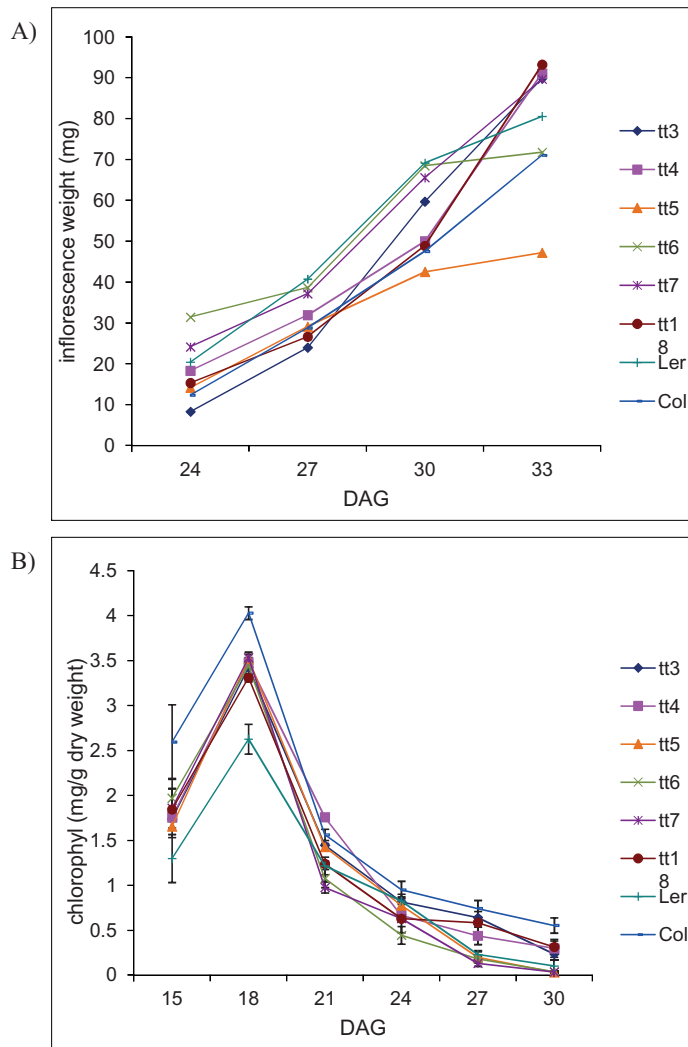 A)
inflorescence weight (mg)
100
90
80
70
60
50
40
30
20
10
0
24 27 30 33
DAG
tt3
tt4
tt5
tt6
tt7
tt1
8
Ler
Col
B)
chlorophyl (mg/g dry weight)
4.5
4
3.5
3
2.5
2
1.5
1
0.5
0
15 18 21 24 27 30
DAG
tt3
tt4
tt5
tt6
tt7
tt1
8
Ler
Col